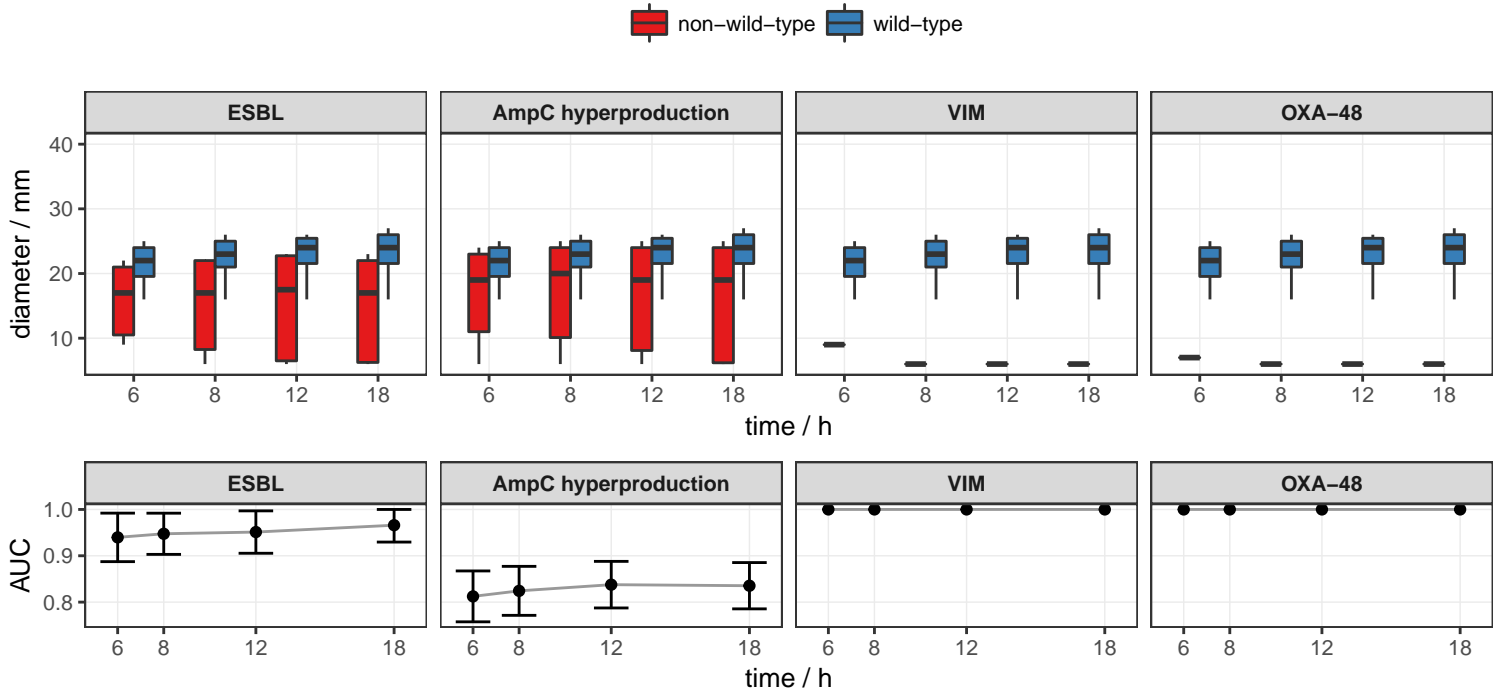 non−wild−type wild−type
ESBL AmpC hyperproduction VIM OXA−48
diameter / mm
40
30
20
10
6 8 12 18 6 8 12 18 6 8 12 18 6 8 12 18
time / h
ESBL AmpC hyperproduction VIM OXA−48
AUC
1.0
0.9
0.8
6 8 12 18 6 8 12 18 6 8 12 18 6 8 12 18
time / h